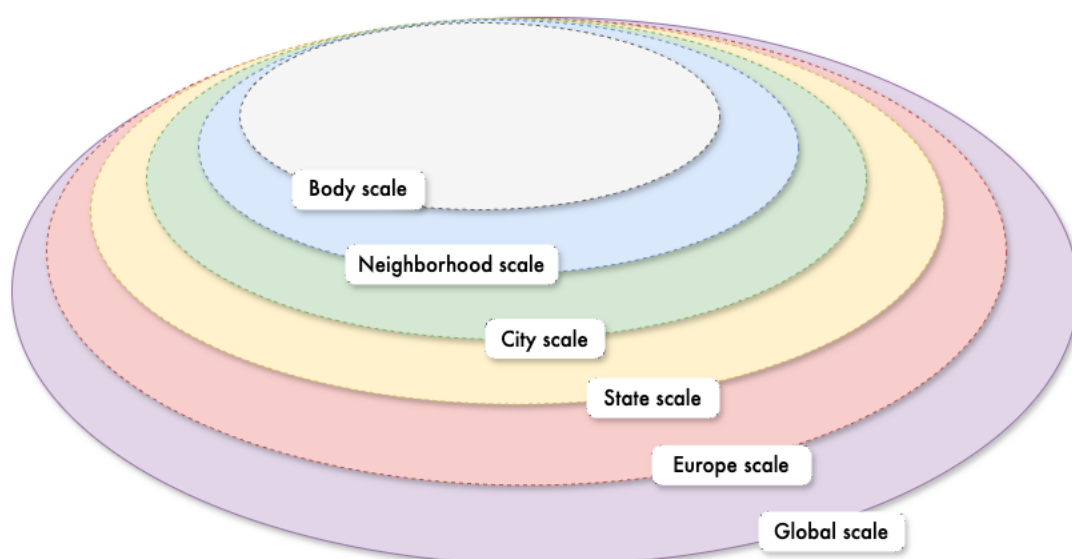 Body scale
Neighborhood scale
City scale
State scale
Europe scale
Global scale